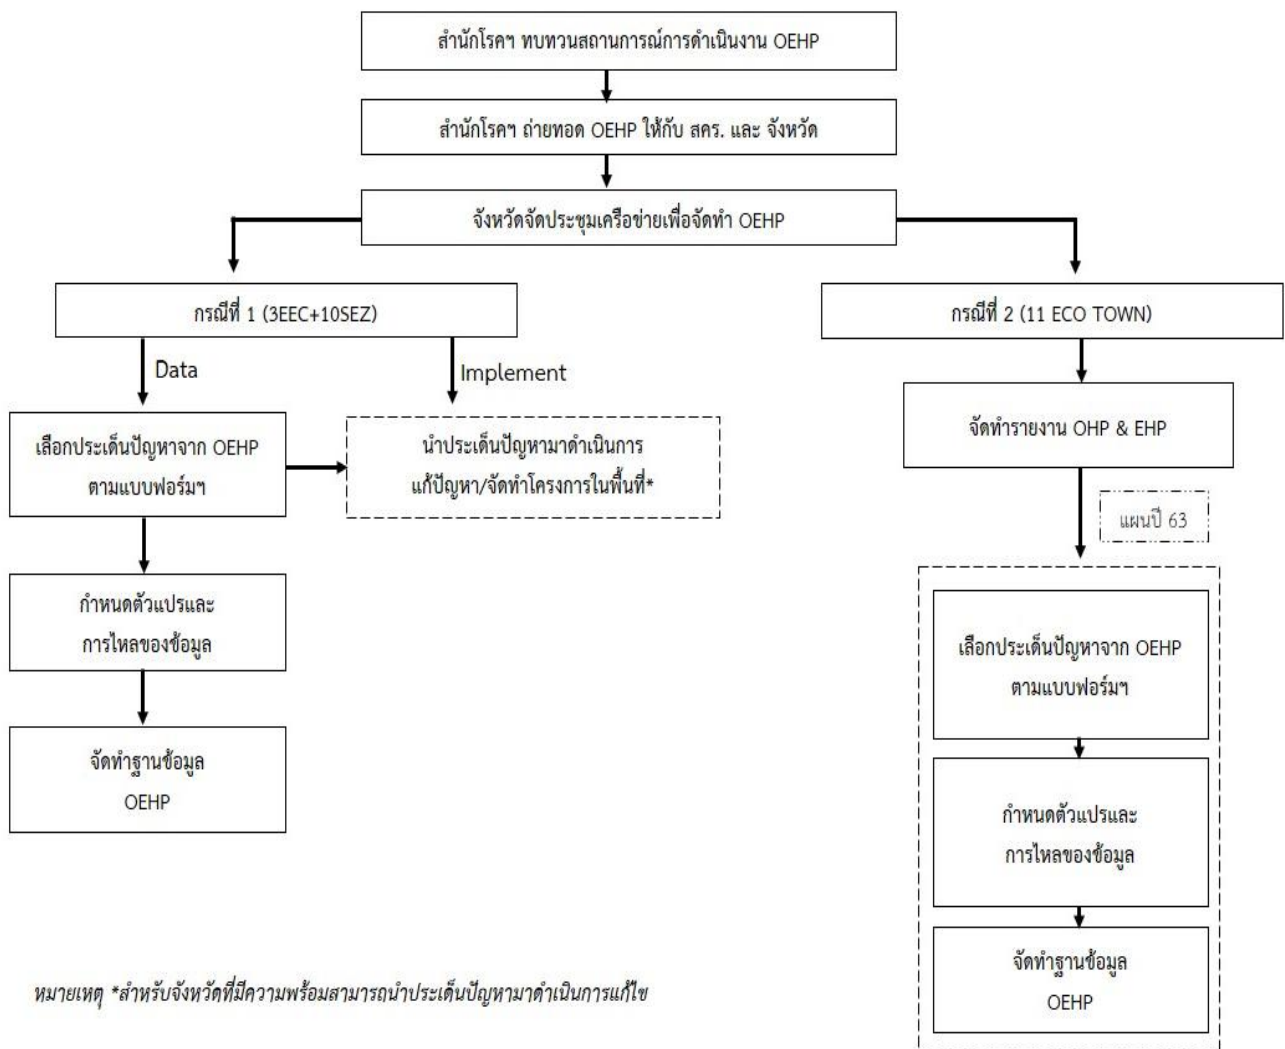 สำนักโรคฯ ทบทวนสถานการณ์การดำเนินงาน OEHP
สำนักโรคฯ ถ่ายทอด OEHP ให้กับ สคร. และ จังหวัด
จังหวัดจัดประชุมเครือข่ายเพื่อจัดทำ OEHP
กรณีที่ 1 (3EEC+10SEZ)
Data
Implement
เลือกประเด็นปัญหาจาก OEHP
ตามแบบฟอร์มฯ
นำประเด็นปัญหามาดำเนินการ
แก้ปัญหา/จัดทำโครงการในพื้นที่*
กำหนดตัวแปรและ
การไหลของข้อมูล
จัดทำฐานข้อมูล
OEHP
กรณีที่ 2 (11 ECO TOWN)
จัดทำรายงาน OHP & EHP
แผนปี 63
เลือกประเด็นปัญหาจาก OEHP
ตามแบบฟอร์มฯ
กำหนดตัวแปรและ
การไหลของข้อมูล
จัดทำฐานข้อมูล
OEHP
หมายเหตุ *สำหรับจังหวัดที่มีความพร้อมสามารถนำประเด็นปัญหามาดำเนินการแก้ไข